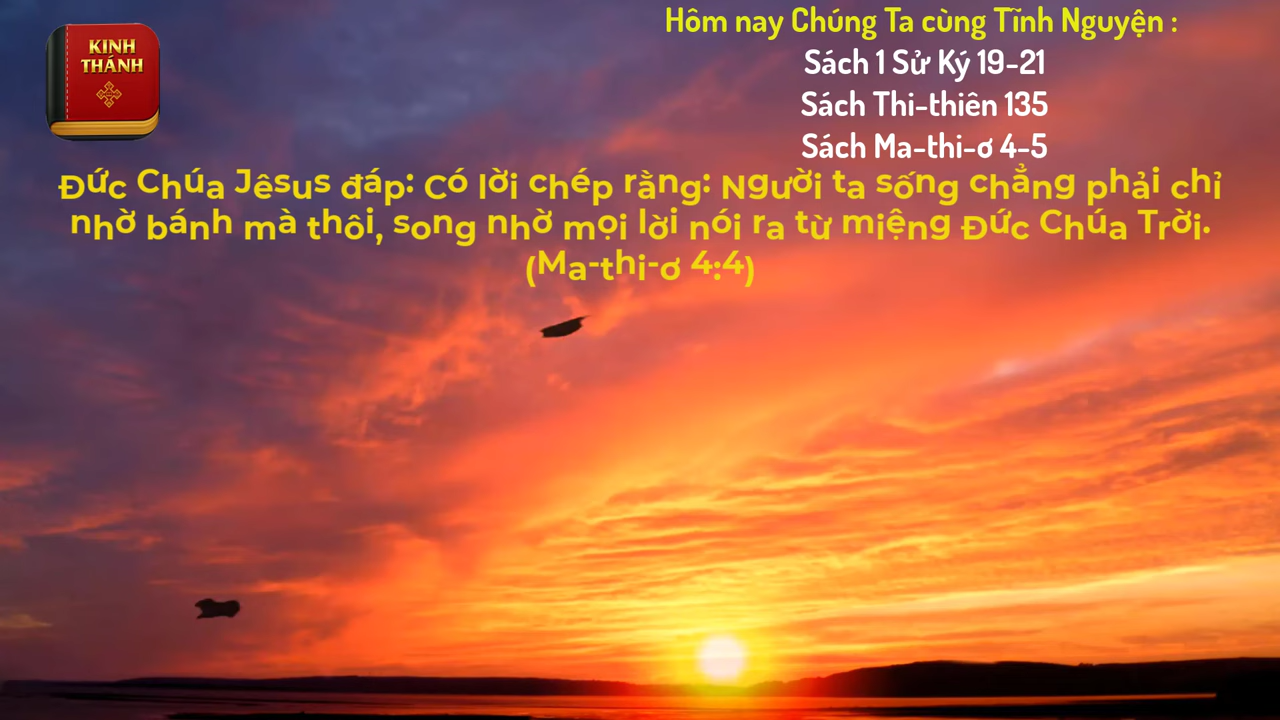 KINH
THÁNH
Hôm nay Chúng Ta cùng Tĩnh Nguyện :
Sách 1 Sử Ký 19-21
Sách Thi-thiên 135
Sách Ma-thi-ơ 4-5
Đức Chúa Jêsus đáp: Có lời chép rằng: Người ta sống chẳng phải chỉ
nhờ bánh mà thôi, song nhờ mọi lời nói ra từ miệng Đức Chúa Trời.
(Ma-thi-ơ 4:4)